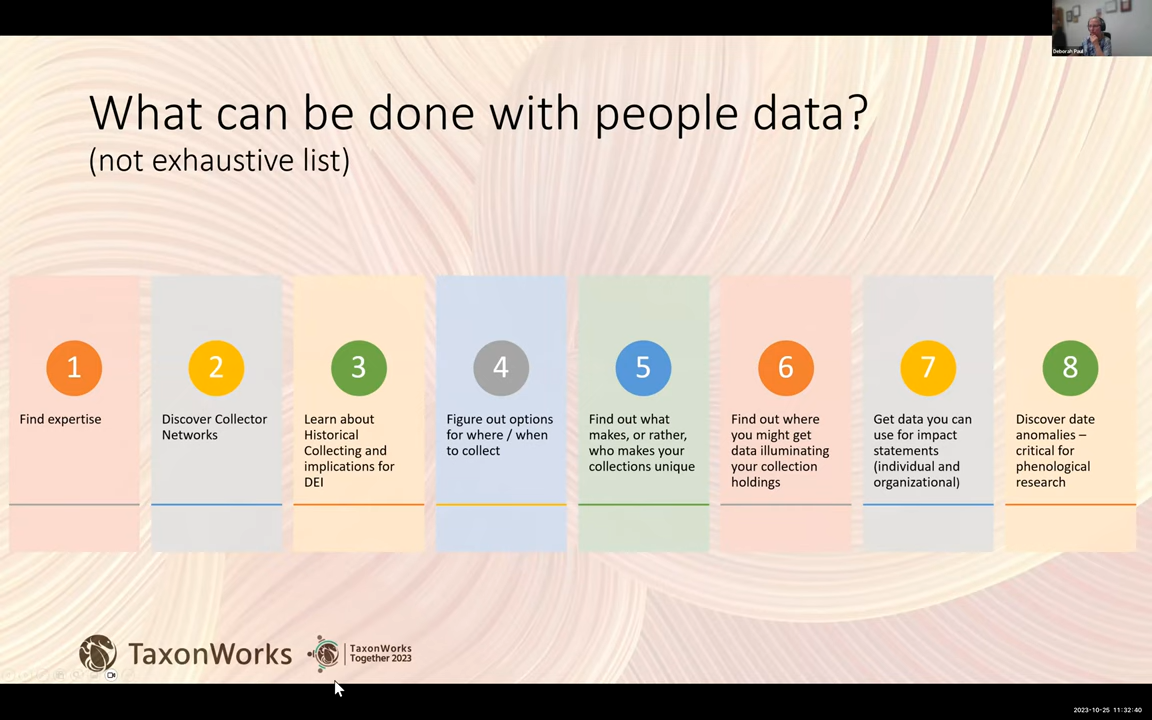 Deborah Paul
What can be done with people data?
(not exhaustive list)
1
Find expertise
2
Discover Collector
Networks
3
Learn about
Historical
Collecting and
implications for
DEI
4
Figure out options
for where / when
to collect
5
Find out what
makes, or rather,
who makes your
collections unique
6
Find out where
you might get
data illuminating
your collection
holdings
7
Get data you can
use for impact
statements
(individual and
organizational)
8
Discover date
anomalies –
critical for
phenological
research
TaxonWorks
TaxonWorks
Together 2023
2023-10-25 11:32:40